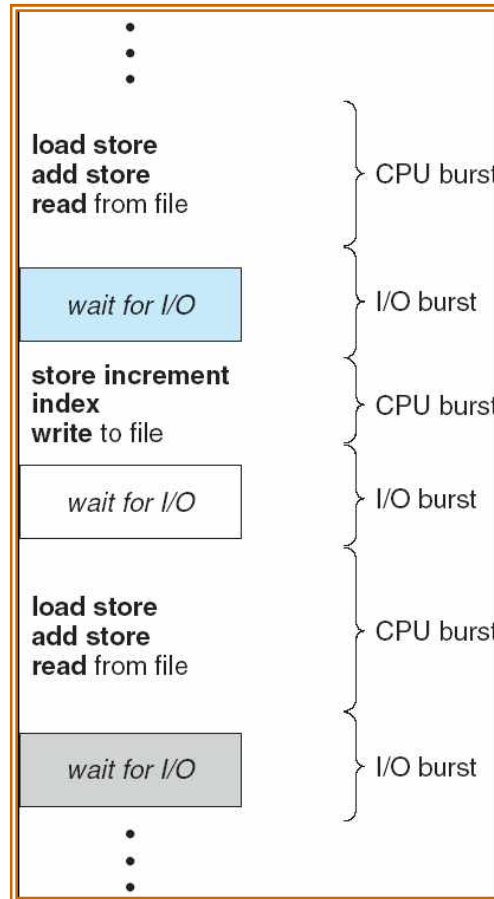 load store
add store
read from file
CPU burst
wait for I/O
I/O burst
store increment
index
write to file
CPU burst
wait for I/O
I/O burst
load store
add store
read from file
CPU burst
wait for I/O
I/O burst